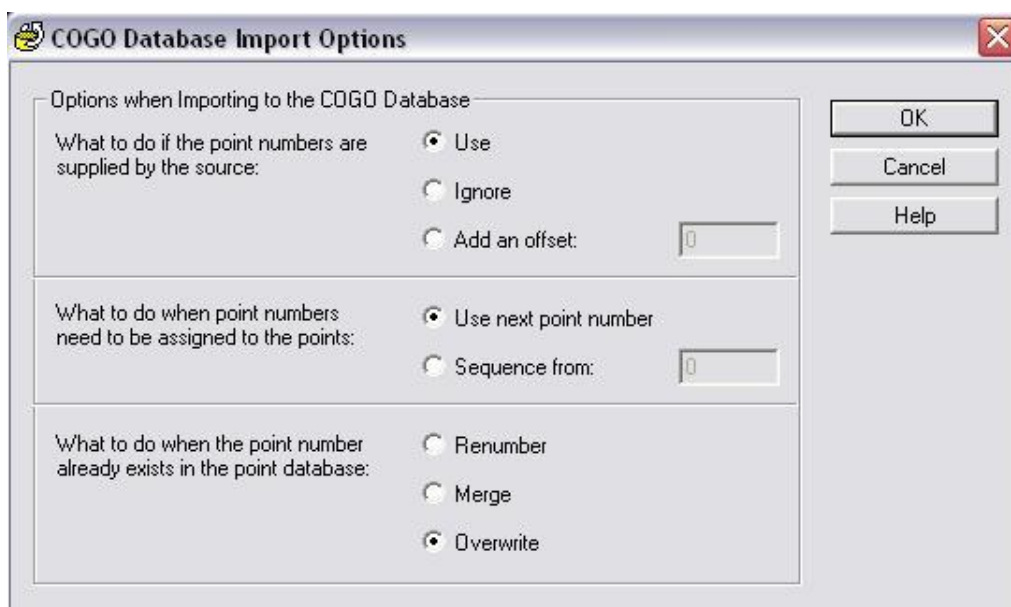 COGO Database Import Options
Options when Importing to the COGO Database
What to do if the point numbers are
supplied by the source:
Use
Ignore
Add an offset:
0
What to do when point numbers
need to be assigned to the points:
Use next point number
Sequence from:
0
What to do when the point number
already exists in the point database:
Renumber
Merge
Overwrite
OK
Cancel
Help